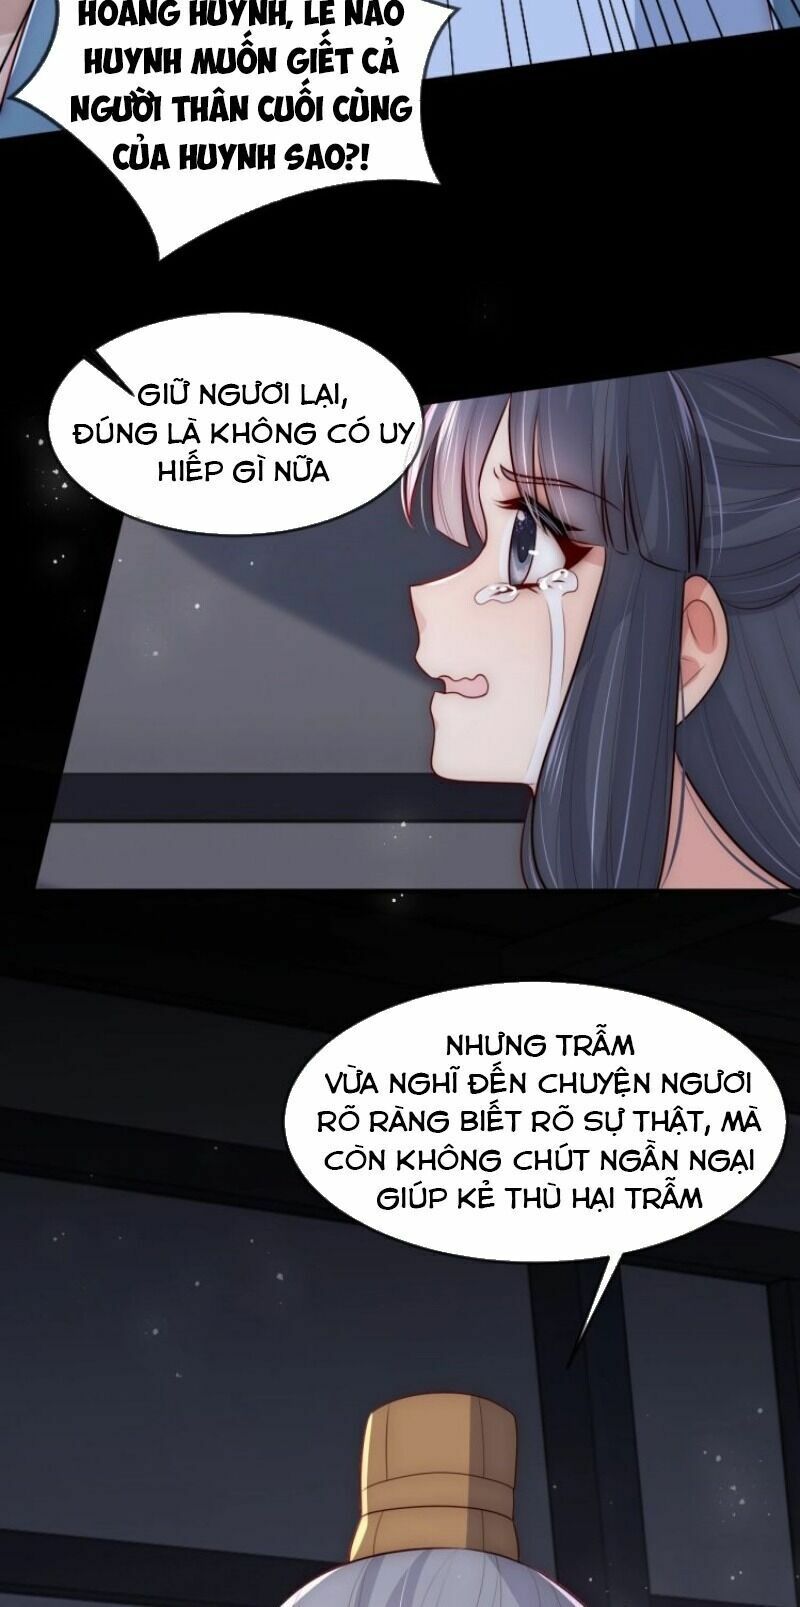 HOÀNG HUYNH, LẼ NÀO
HUYNH MUỐN GIẾT CẢ
NGƯỜI THÂN CUỐI CÙNG
CỦA HUYNH SAO?!
GIỮ NGƯƠI LẠI,
ĐÚNG LÀ KHÔNG CÓ UY
HIẾP GÌ NỮA
NHƯNG TRẪM
VỪA NGHĨ ĐẾN CHUYỆN NGƯƠI
RÕ RÀNG BIẾT RÕ SỰ THẬT, MÀ
CÒN KHÔNG CHÚT NGẦN NGẠI
GIÚP KẺ THÙ HẠI TRẪM